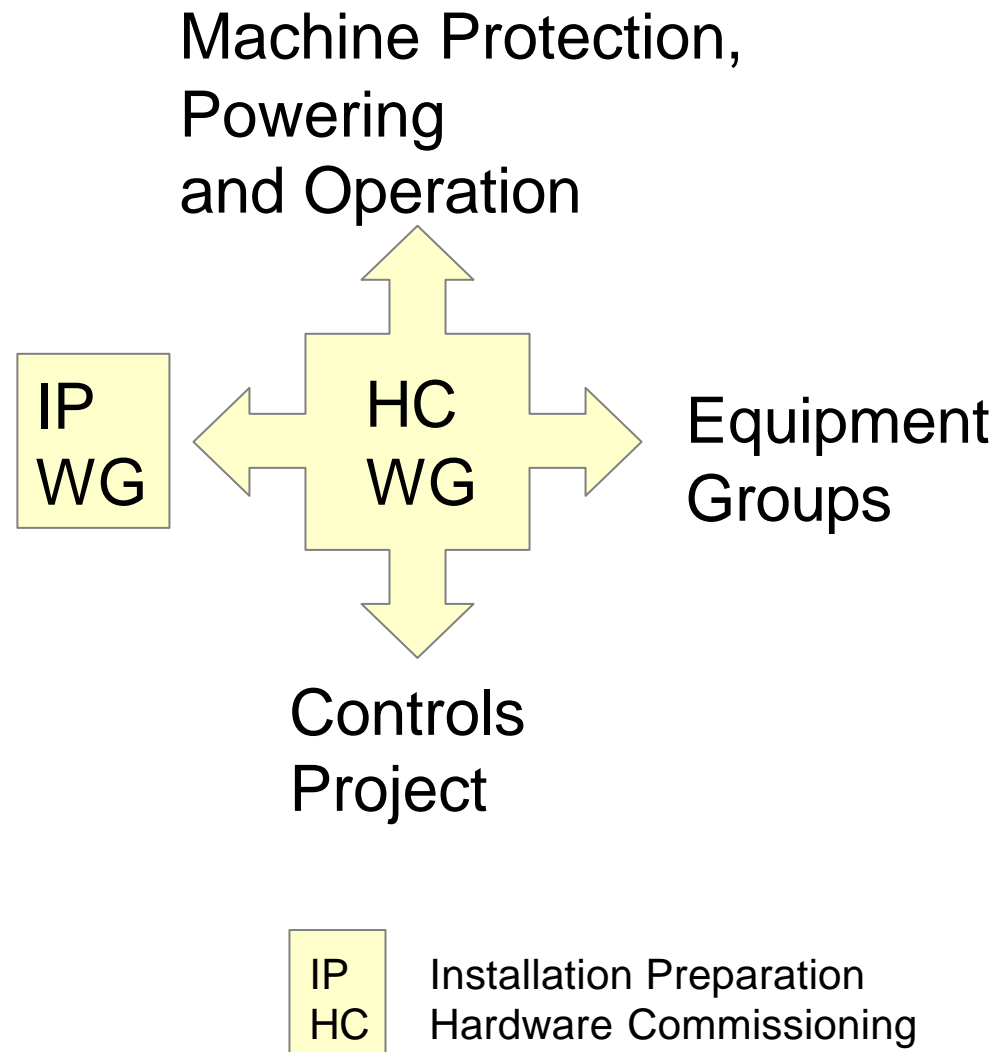 Machine Protection,
Powering
and Operation
IP
WG
HC
WG
Equipment
Groups
Controls
Project
IP Installation Preparation
HC Hardware Commissioning